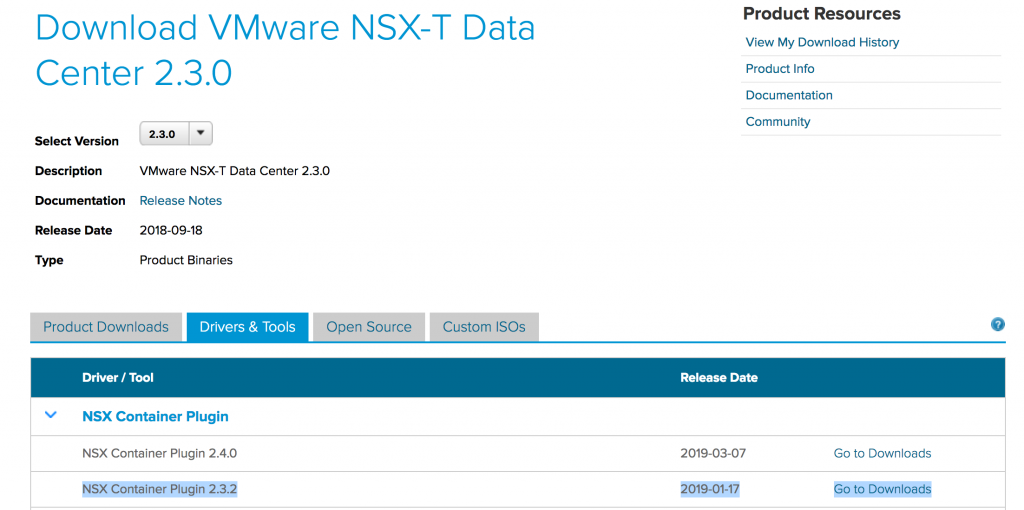 Download VMware NSX-T Data
Center 2.3.0
Select Version 2.3.0
Description VMware NSX-T Data Center 2.3.0
Documentation Release Notes
Release Date 2018-09-18
Type Product Binaries
Product Resources
View My Download History
Product Info
Documentation
Community
Product Downloads Drivers & Tools Open Source Custom ISOs ?
Driver / Tool Release Date
NSX Container Plugin
NSX Container Plugin 2.4.0 2019-03-07 Go to Downloads
NSX Container Plugin 2.3.2 2019-01-17 Go to Downloads